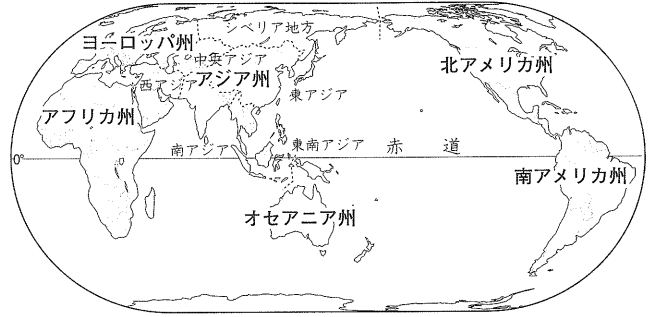 シベリア地方
ヨーロッパ州
中央アジア
北アメリカ州
アジア州
西アジア
東アジア
アフリカ州
東南アジア
赤道
南アジア
0°
南アメリカ州
オセアニア州